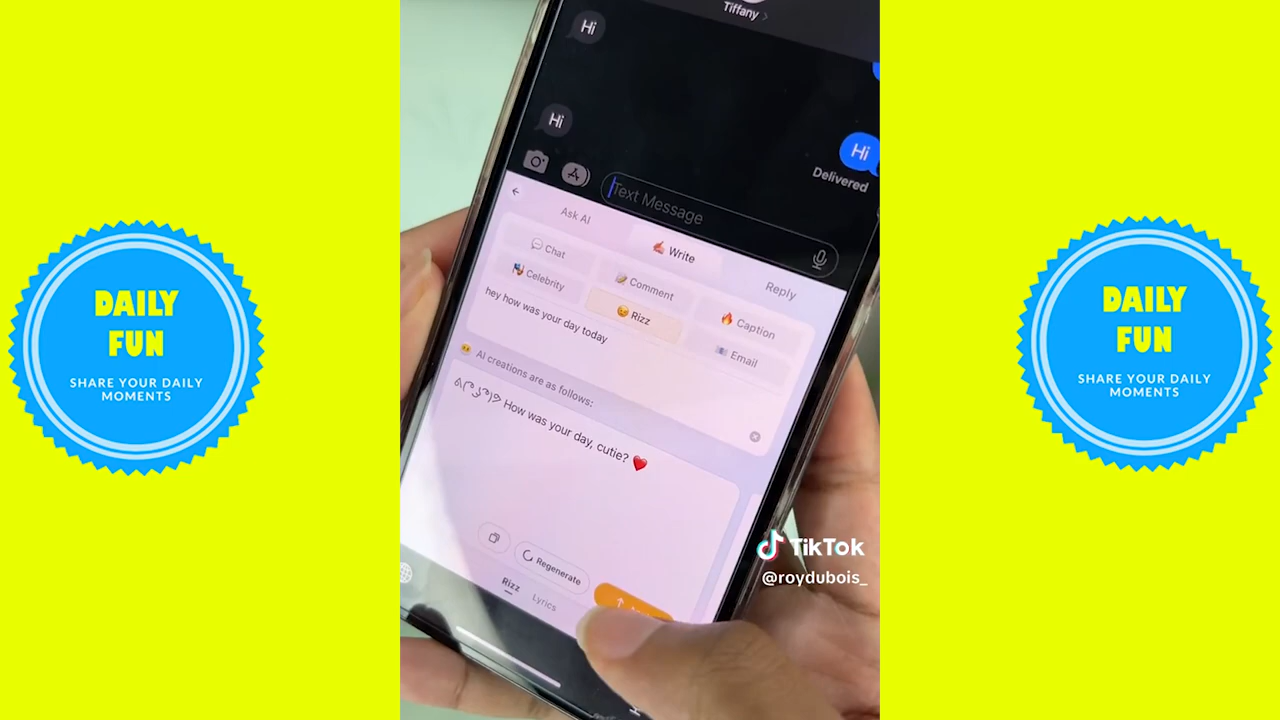 DAILY
FUN
SHARE YOUR DAILY
MOMENTS
Tiffany
Hi
Hi
Hi
Delivered
Text Message
Ask AI
Write
Reply
Chat
Comment
Caption
Celebrity
Rizz
Email
hey how was your day today
AI creations are as follows:
How was your day, cutie? ❤️
Regenerate
Rizz
Lyrics
TikTok
@roydubois_
DAILY
FUN
SHARE YOUR DAILY
MOMENTS